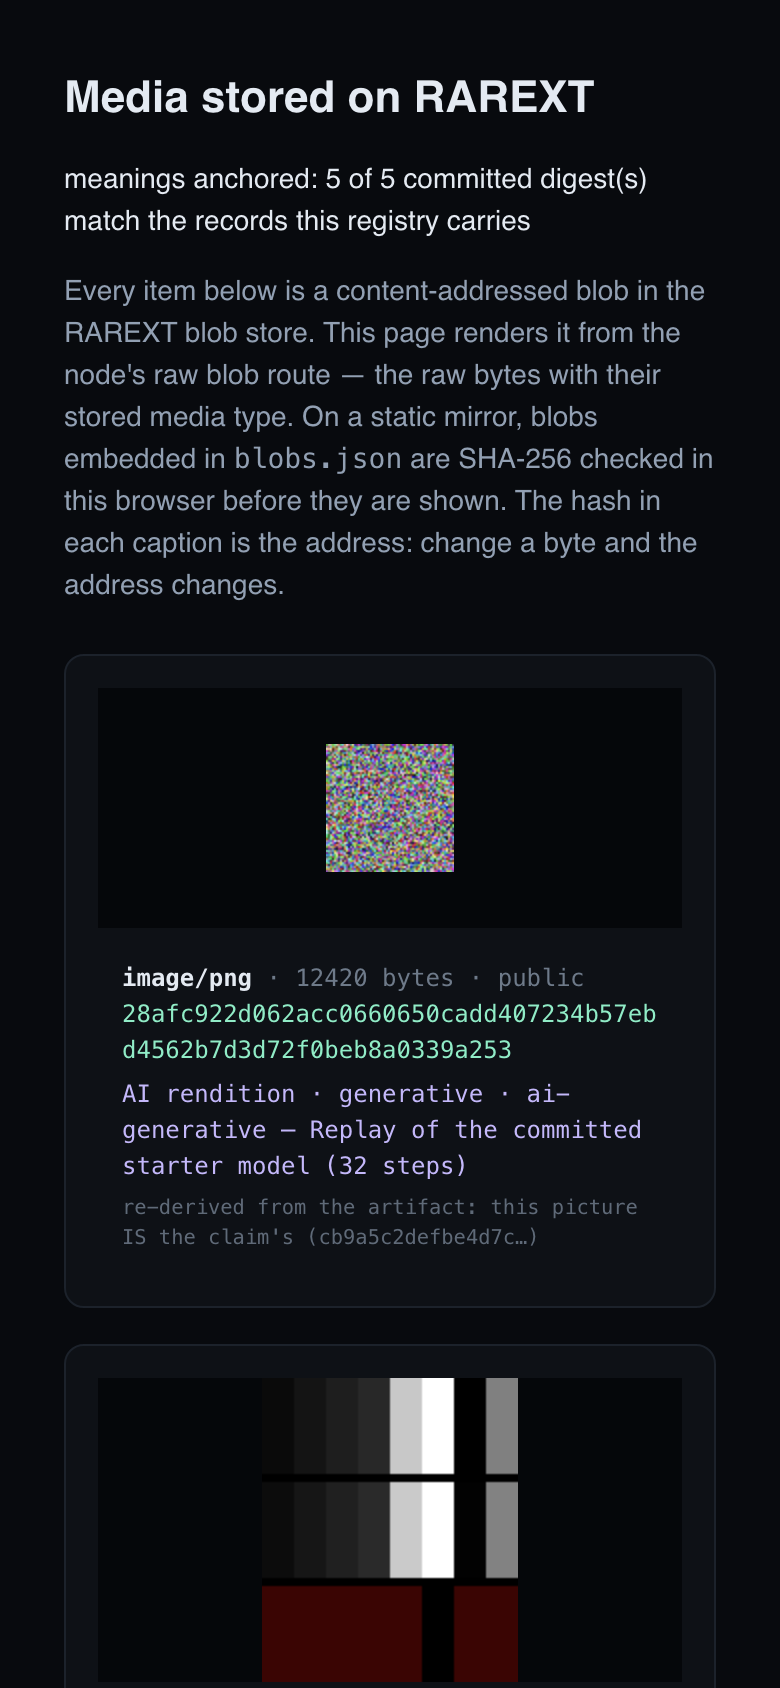 Media stored on RAREXT
meanings anchored: 5 of 5 committed digest(s)
match the records this registry carries
Every item below is a content-addressed blob in the
RAREXT blob store. This page renders it from the
node's raw blob route — the raw bytes with their
stored media type. On a static mirror, blobs
embedded in blobs.json are SHA-256 checked in
this browser before they are shown. The hash in
each caption is the address: change a byte and the
address changes.
image/png · 12420 bytes · public
28afc922d062acc0660650cadd407234b57eb
d4562b7d3d72f0beb8a0339a253
AI rendition · generative · ai-
generative — Replay of the committed
starter model (32 steps)
re-derived from the artifact: this picture
IS the claim's (cb9a5c2defbe4d7c…)